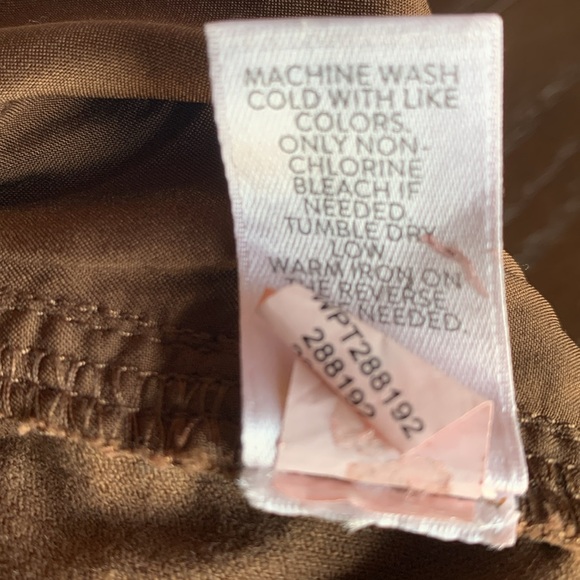 MACHINE WASH
COLD WITH LIKE
COLORS.
ONLY NON-
CHLORINE
BLEACH IF
NEEDED.
TUMBLE DRY
LOW
WARM IRON ON
THE REVERSE
NEEDED.
WPT288192
288192